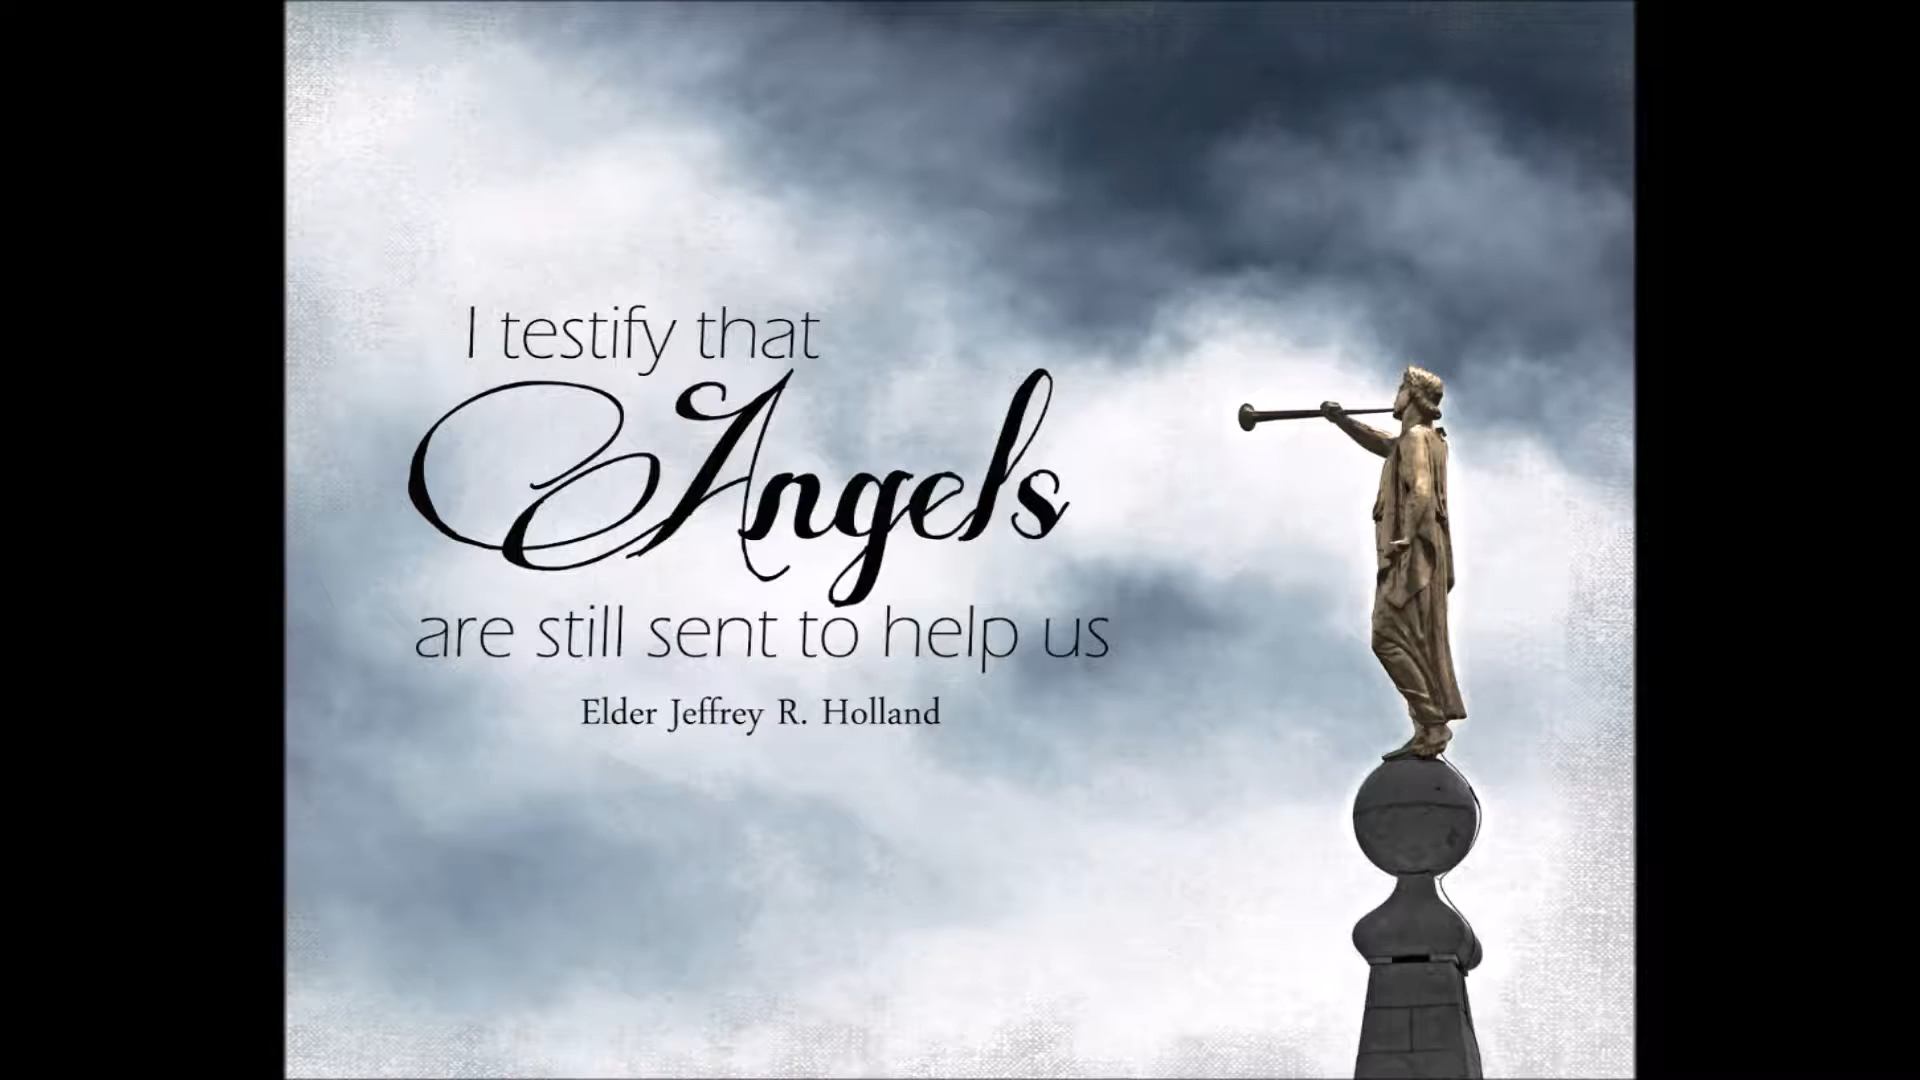 I testify that
Angels
are still sent to help us
Elder Jeffrey R. Holland